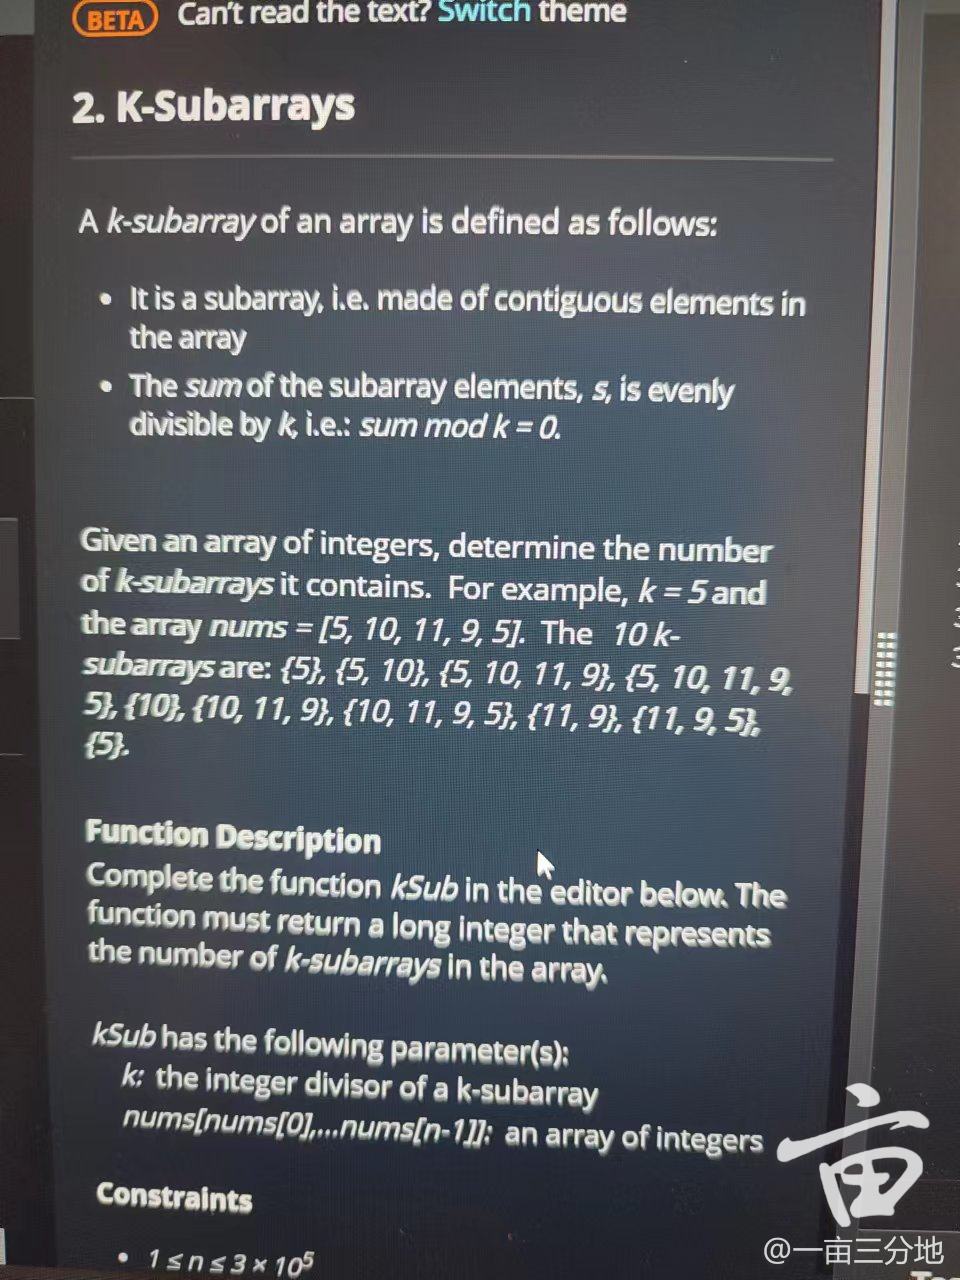 BETA Can't read the text? Switch theme
2. K-Subarrays
A k-subarray of an array is defined as follows:
• It is a subarray, i.e. made of contiguous elements in
the array
• The sum of the subarray elements, s, is evenly
divisible by k, i.e.: sum mod k = 0.
Given an array of integers, determine the number
of k-subarrays it contains. For example, k = 5 and
the array nums = [5, 10, 11, 9, 5]. The 10 k-
subarrays are: {5}, {5, 10}, {5, 10, 11, 9}, {5, 10, 11, 9,
5}, {10}, {10, 11, 9}, {10, 11, 9, 5}, {11, 9}, {11, 9, 5},
{5}.
Function Description
Complete the function kSub in the editor below. The
function must return a long integer that represents
the number of k-subarrays in the array.
kSub has the following parameter(s):
k: the integer divisor of a k-subarray
nums[nums[0],...nums[n-1]]: an array of integers
Constraints
• 1 ≤ n ≤ 3 × 10⁵
亩
@一亩三分地